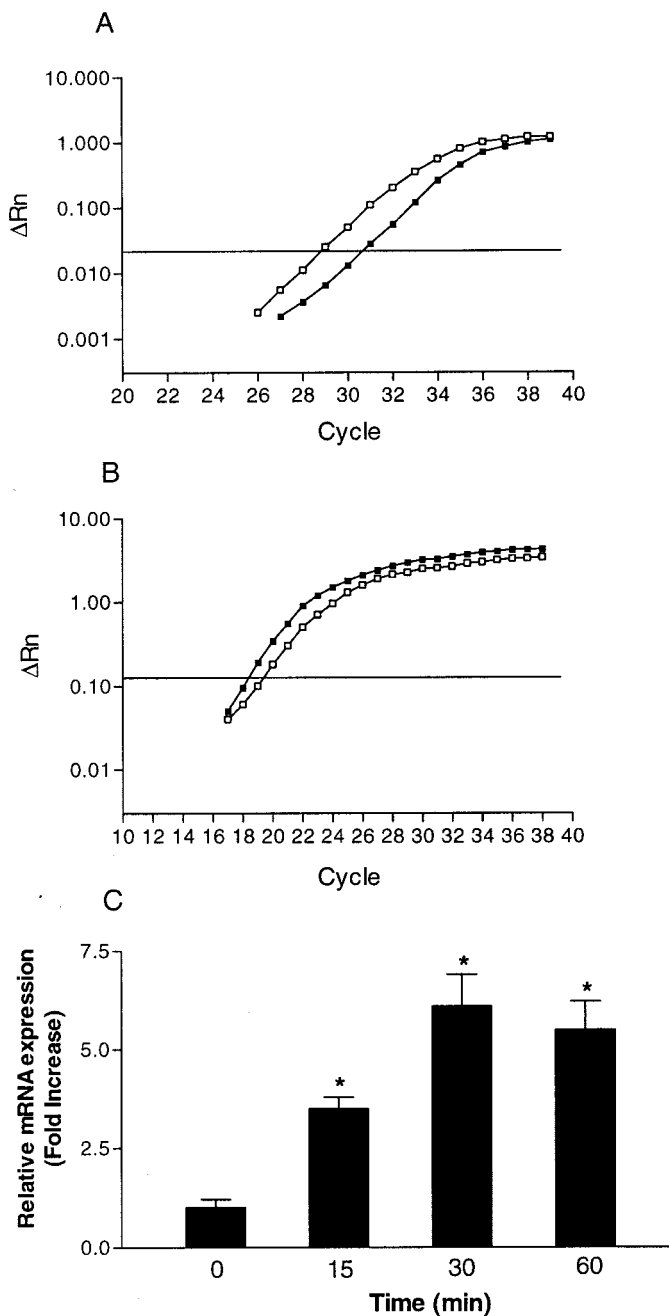 A
10.000
1.000
0.100
0.010
0.001
ΔRn
20 22 24 26 28 30 32 34 36 38 40
Cycle
B
10.00
1.00
0.10
0.01
ΔRn
10 12 14 16 18 20 22 24 26 28 30 32 34 36 38 40
Cycle
C
Relative mRNA expression
(Fold Increase)
7.5
5.0
2.5
0.0
* * *
0 15 30 60
Time (min)